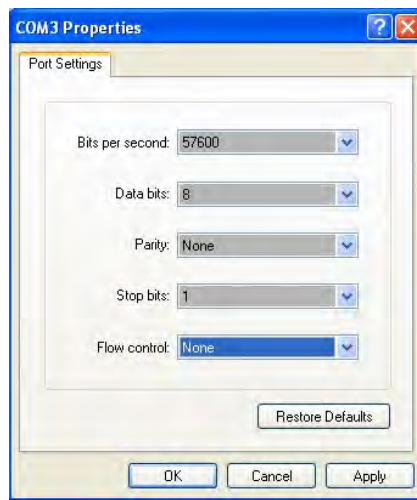 COM3 Properties
Port Settings
Bits per second: 57600
Data bits: 8
Parity: None
Stop bits: 1
Flow control: None
Restore Defaults
OK Cancel Apply